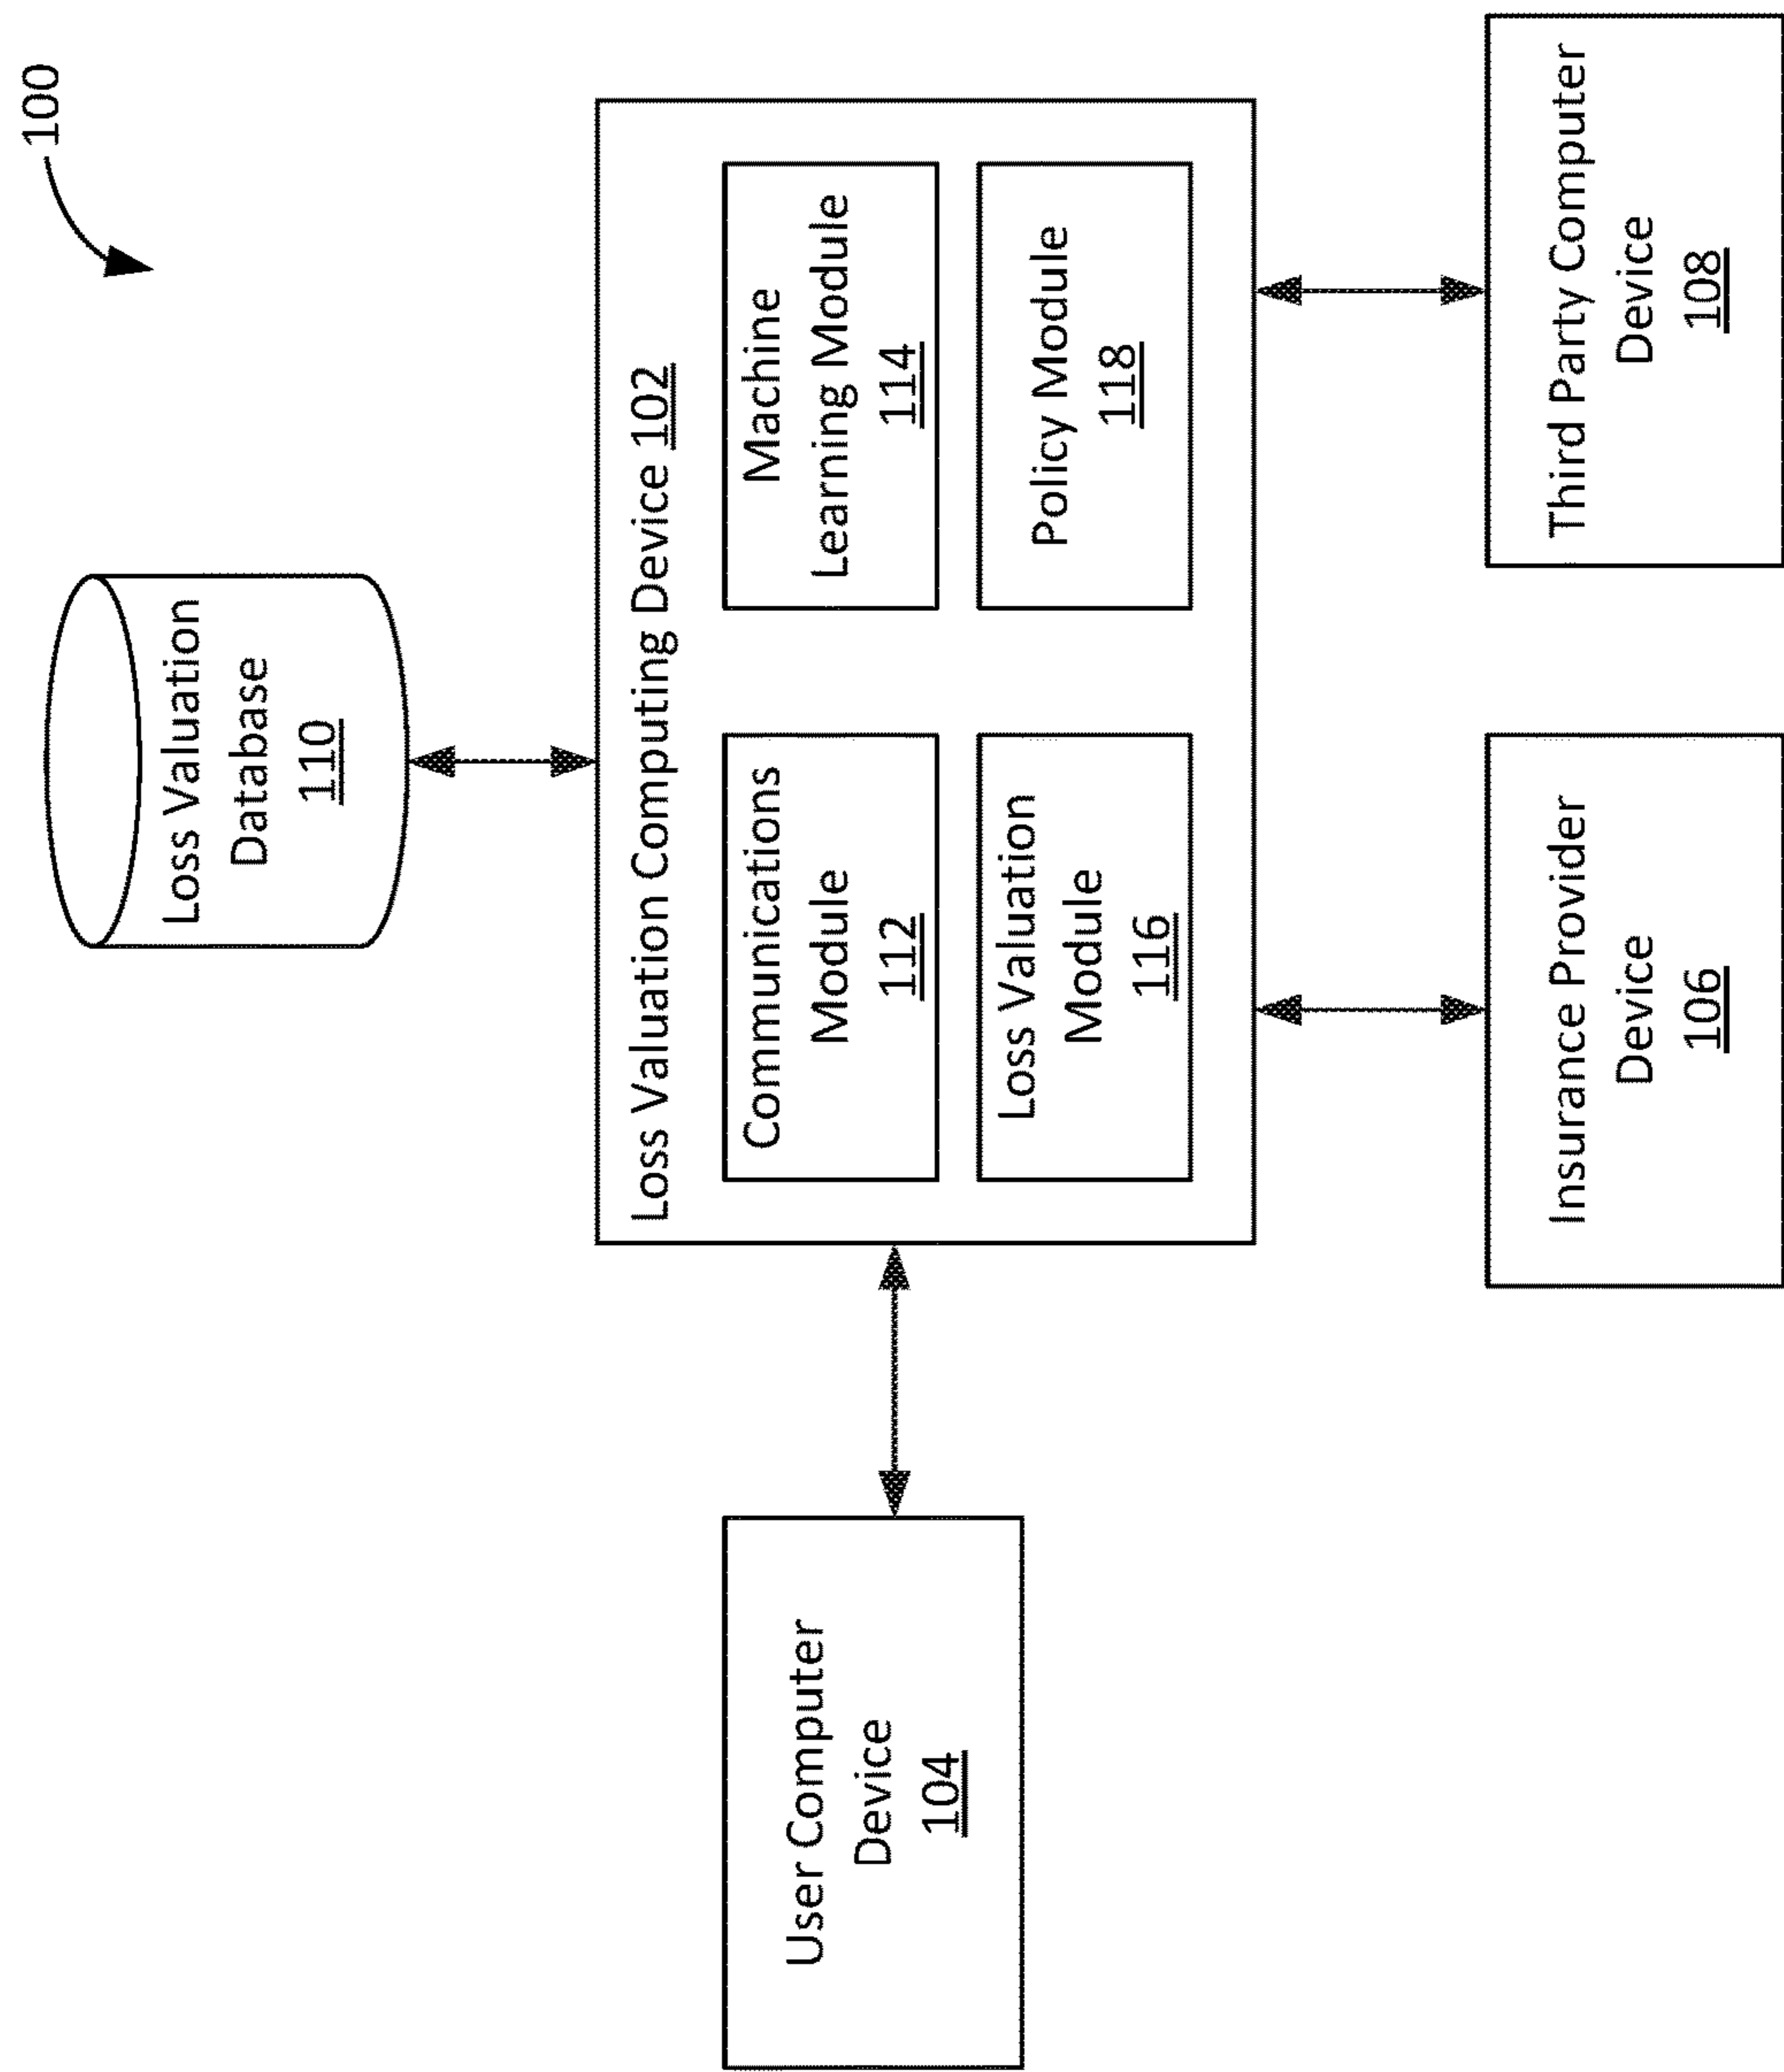 100
Loss Valuation
Database
110
Loss Valuation Computing Device 102
Communications
Module
112
Machine
Learning Module
114
Loss Valuation
Module
116
Policy Module
118
User Computer
Device
104
Insurance Provider
Device
106
Third Party Computer
Device
108